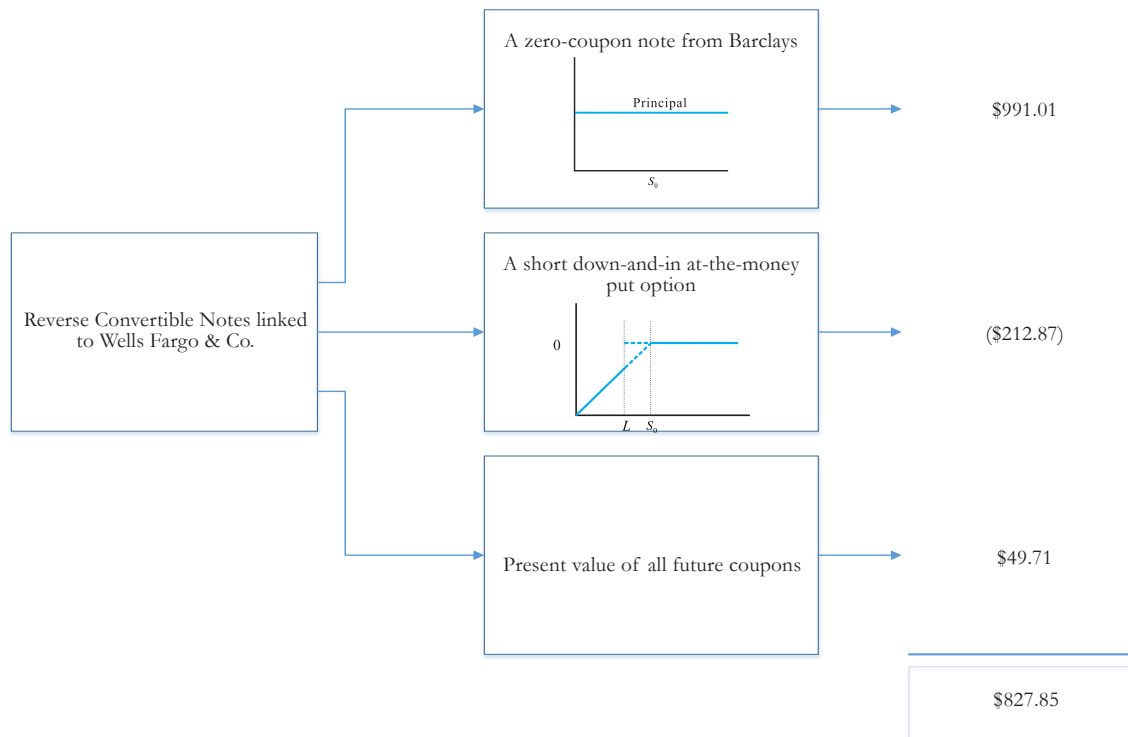 A zero-coupon note from Barclays
Principal
S₀
$991.01
Reverse Convertible Notes linked
to Wells Fargo & Co.
A short down-and-in at-the-money
put option
0
L S₀
($212.87)
Present value of all future coupons
$49.71
$827.85